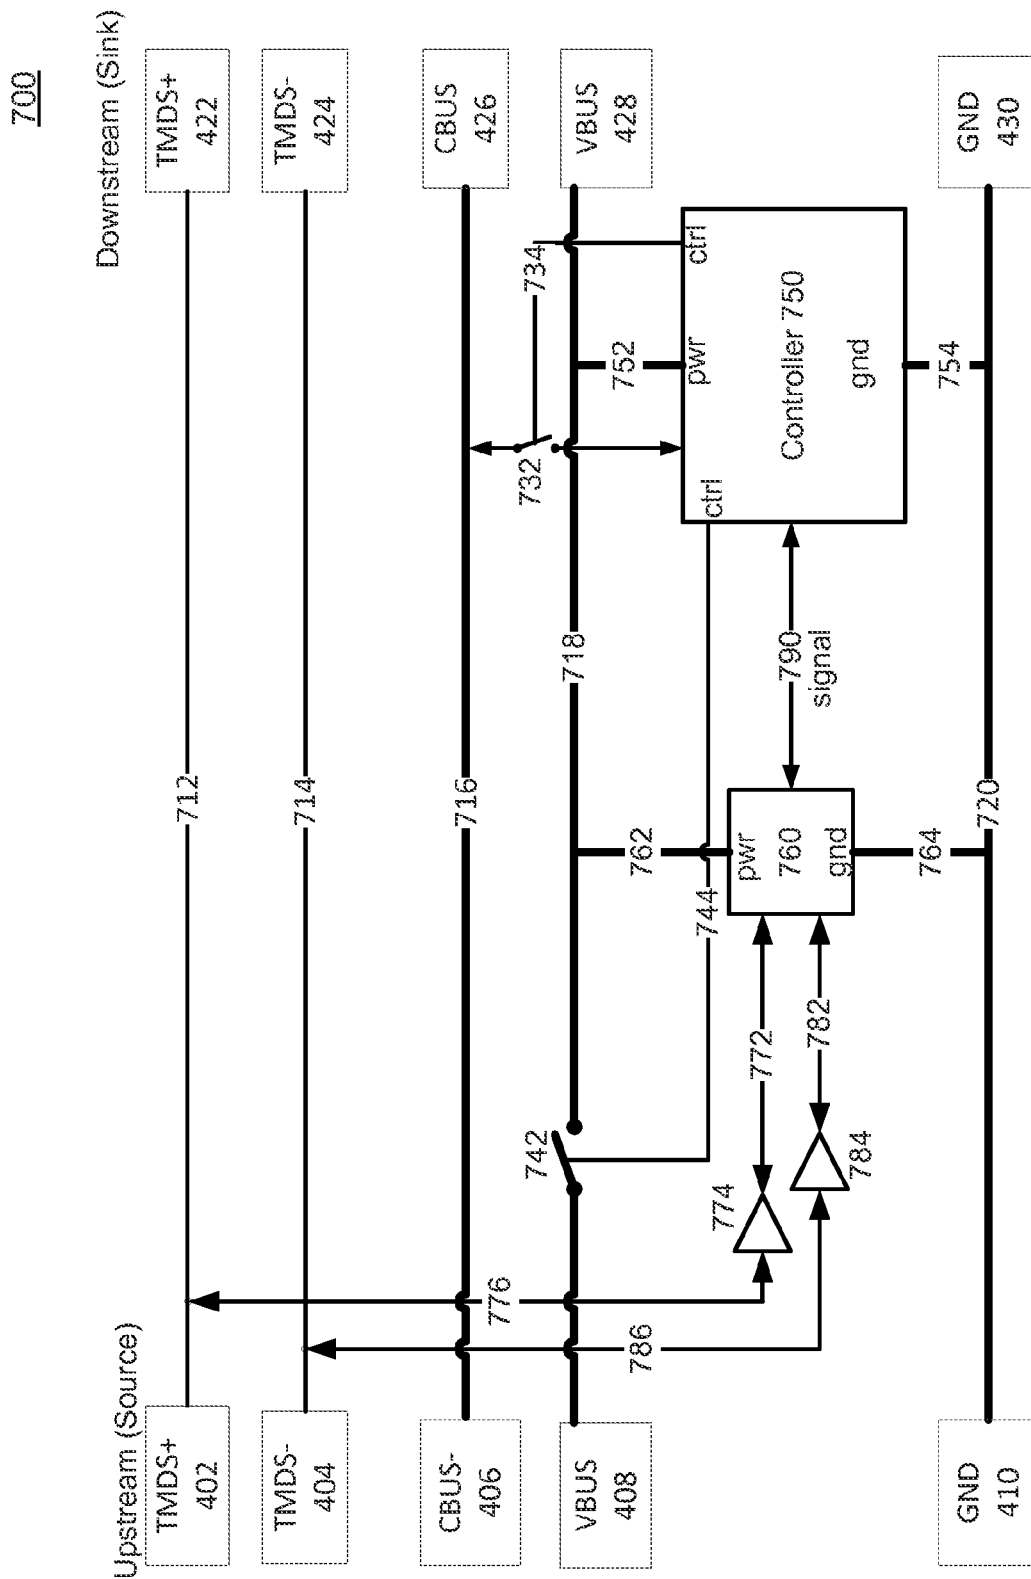 700
Upstream (Source)
Downstream (Sink)
TMDS+
402
712
TMDS+
422
TMDS-
404
714
TMDS-
424
CBUS-
406
716
CBUS
426
776
786
732
734
VBUS
408
742
718
VBUS
428
762
752
744
ctrl
pwr
ctrl
774
772
pwr
760
gnd
790
signal
Controller 750
gnd
784
782
764
754
GND
410
720
GND
430